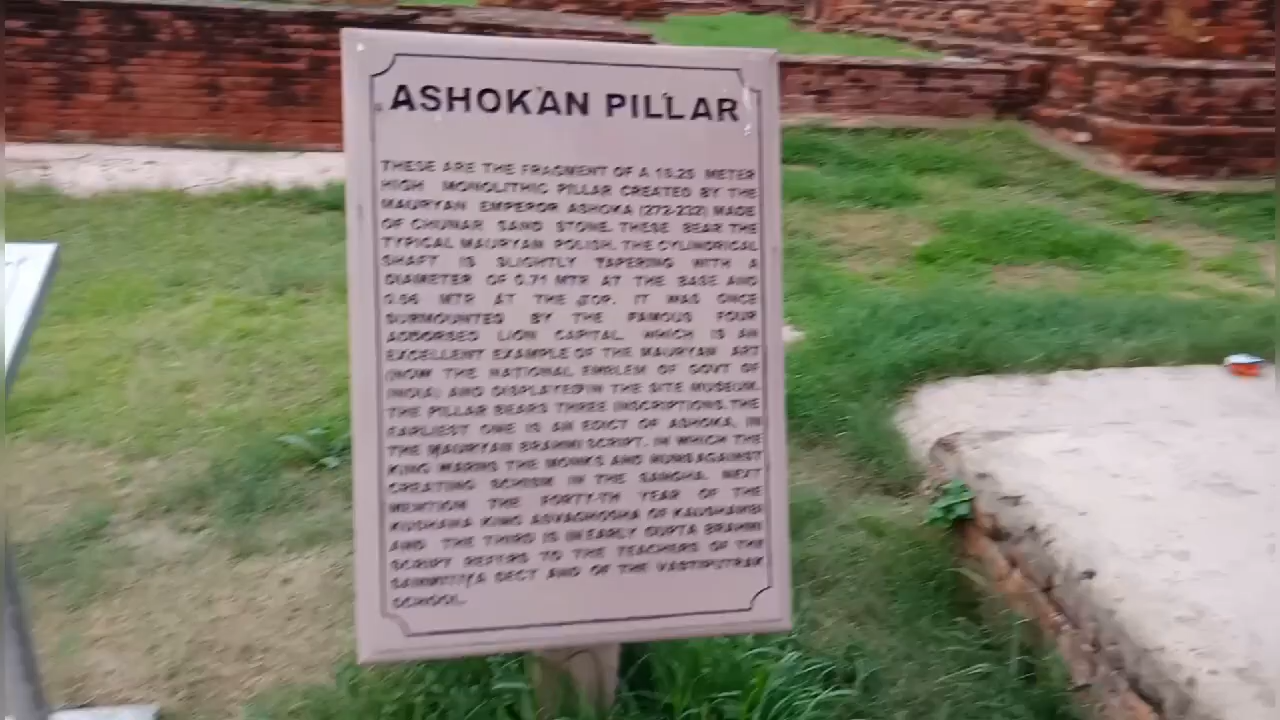 ASHOKAN PILLAR
THESE ARE THE FRAGMENT OF A 15.25 METER
HIGH MONOLITHIC PILLAR CREATED BY THE
MAURYAN EMPEROR ASHOKA (272-232) MADE
OF CHUNAR SAND STONE. THESE BEAR THE
TYPICAL MAURYAN POLISH. THE CYLINDRICAL
SHAFT IS SLIGHTLY TAPERING WITH A
DIAMETER OF 0.71 MTR AT THE BASE AND
0.56 MTR AT THE TOP. IT WAS ONCE
SURMOUNTED BY THE FAMOUS FOUR
ADDORSED LION CAPITAL, WHICH IS AN
EXCELLENT EXAMPLE OF THE MAURYAN ART
(NOW THE NATIONAL EMBLEM OF GOVT OF
INDIA) AND DISPLAYED IN THE SITE MUSEUM.
THE PILLAR BEARS THREE INSCRIPTIONS. THE
EARLIEST ONE IS AN EDICT OF ASHOKA, IN
THE MAURYAN BRAHMI SCRIPT, IN WHICH THE
KING WARNS THE MONKS AND NUNS AGAINST
CREATING SCHISM IN THE SANGHA. NEXT
MENTION THE FORTY-TH YEAR OF THE
KUSHANA KING ASVAGHOSHA OF KAUSHAMBI
AND THE THIRD IS IN EARLY GUPTA BRAHMI
SCRIPT REFERS TO THE TEACHERS OF THE
SAMMITIYA SECT AND OF THE VASTIPUTRAK
SCHOOL.